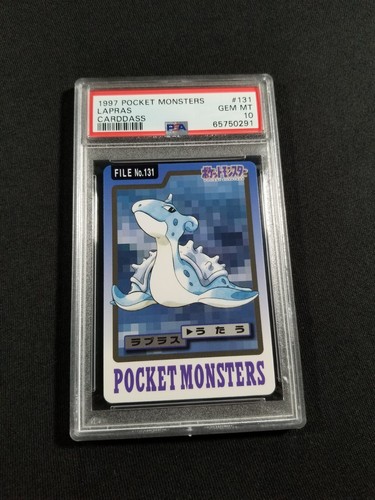 1997 POCKET MONSTERS #131
LAPRAS GEM MT
CARDDASS 10
PSA 65750291
FILE No.131
ポケットモンスター
▶うたう
ラプラス
POCKET MONSTERS